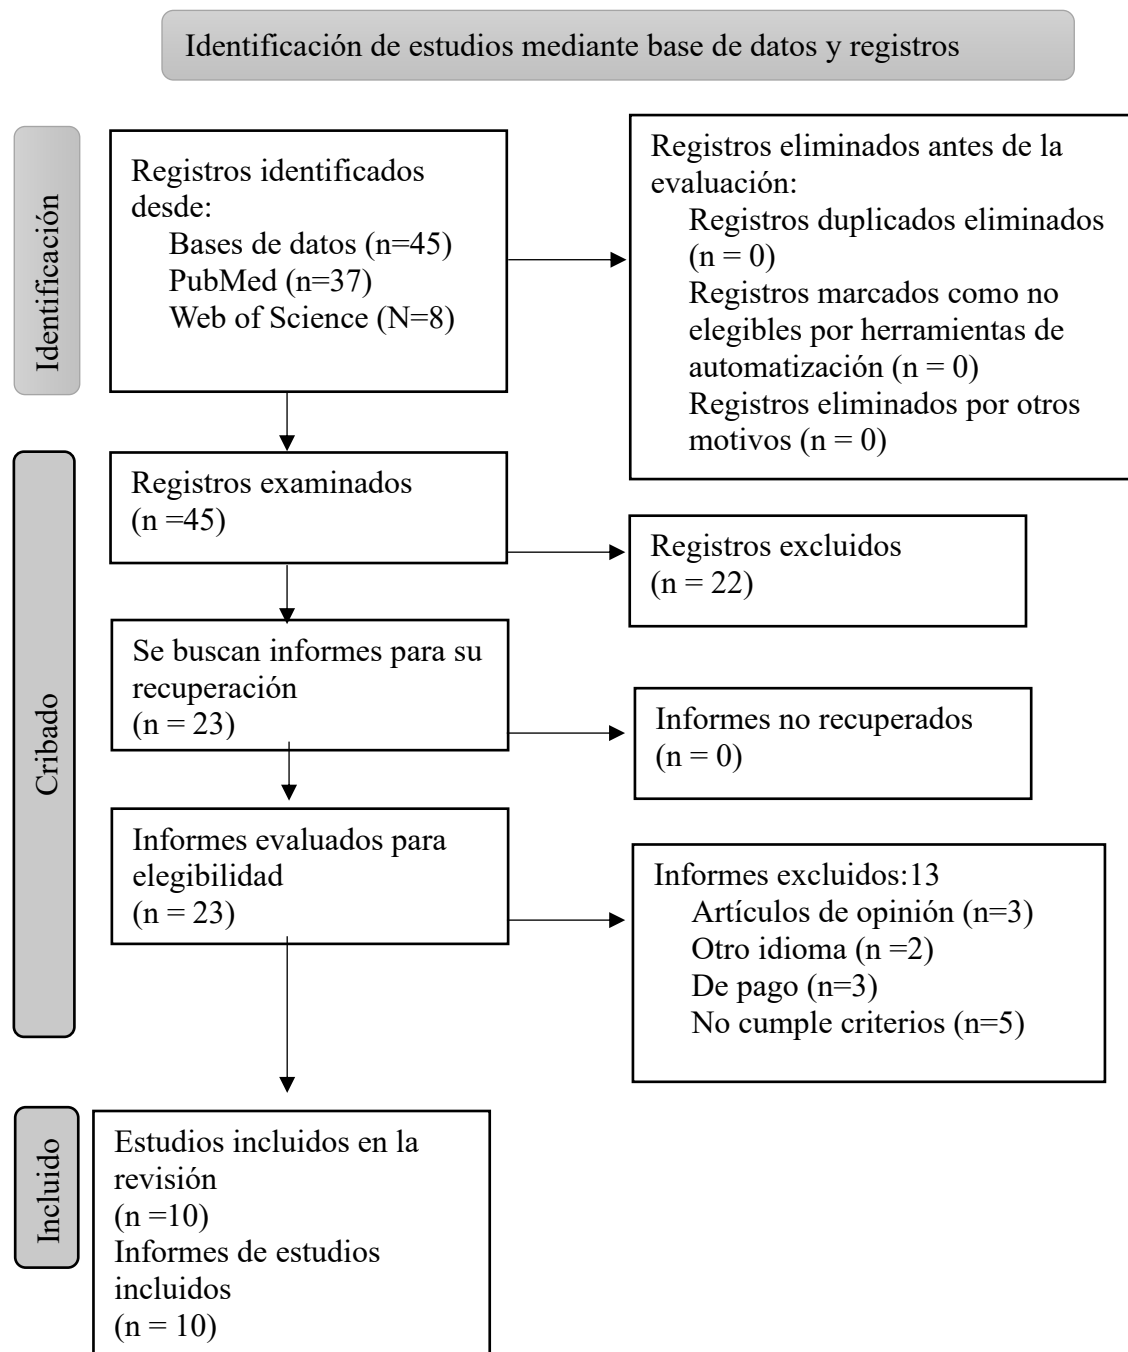 Identificación de estudios mediante base de datos y registros
Identificación
Registros identificados
desde:
Bases de datos (n=45)
PubMed (n=37)
Web of Science (N=8)
Registros eliminados antes de la
evaluación:
Registros duplicados eliminados
(n = 0)
Registros marcados como no
elegibles por herramientas de
automatización (n = 0)
Registros eliminados por otros
motivos (n = 0)
Cribado
Registros examinados
(n =45)
Registros excluidos
(n = 22)
Se buscan informes para su
recuperación
(n = 23)
Informes no recuperados
(n = 0)
Informes evaluados para
elegibilidad
(n = 23)
Informes excluidos:13
Artículos de opinión (n=3)
Otro idioma (n =2)
De pago (n=3)
No cumple criterios (n=5)
Incluido
Estudios incluidos en la
revisión
(n =10)
Informes de estudios
incluidos
(n = 10)